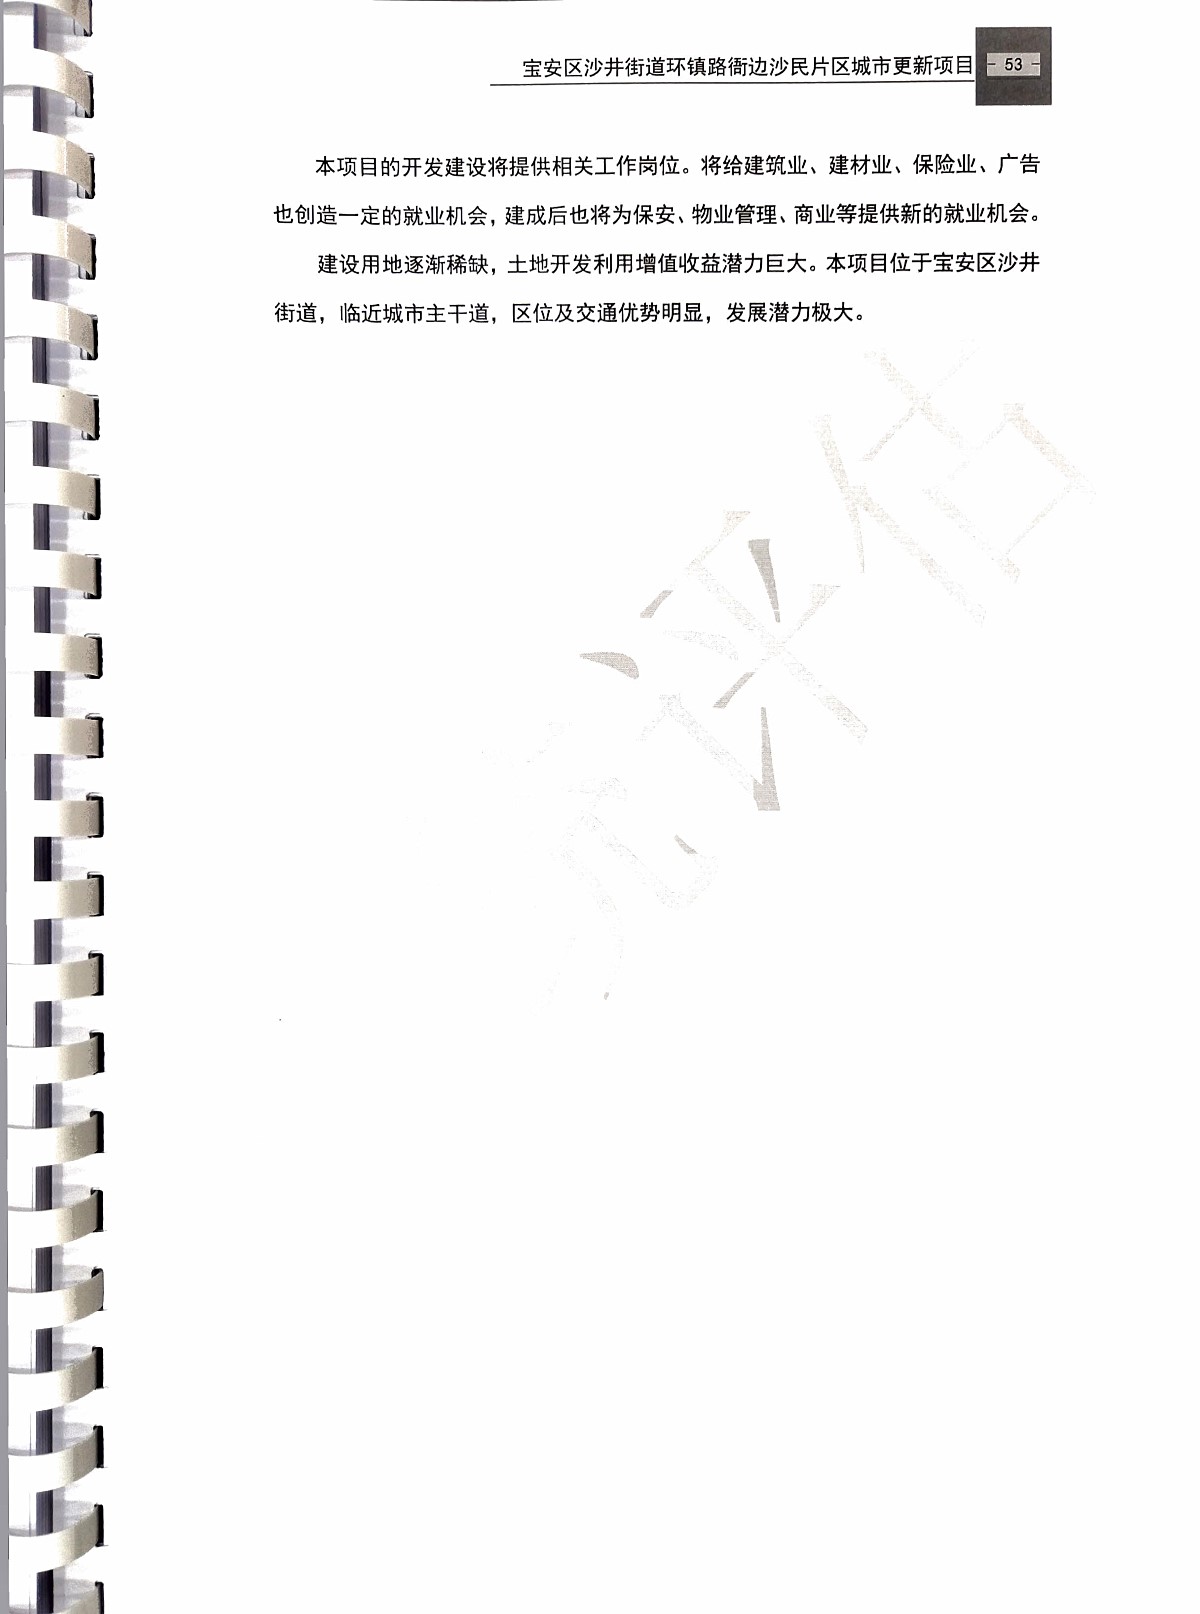 宝安区沙井街道环镇路衙边沙民片区城市更新项目 - 53 -
本项目的开发建设将提供相关工作岗位。将给建筑业、建材业、保险业、广告
也创造一定的就业机会，建成后也将为保安、物业管理、商业等提供新的就业机会。
建设用地逐渐稀缺，土地开发利用增值收益潜力巨大。本项目位于宝安区沙井
街道，临近城市主干道，区位及交通优势明显，发展潜力极大。